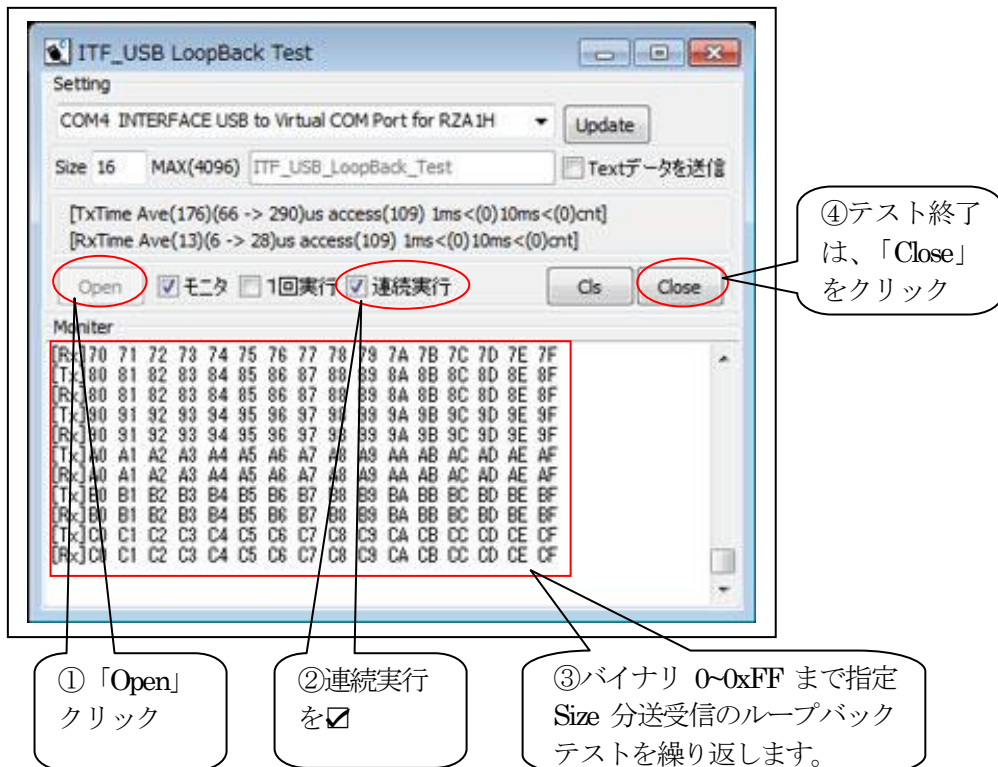 ITF_USB LoopBack Test
Setting
COM4 INTERFACE USB to Virtual COM Port for RZA1H
Update
Size 16 MAX(4096) ITF_USB_LoopBack_Test Textデータを送信
[TxTime Ave(176)(66 -> 290)us access(109) 1ms<(0)10ms<(0)cnt]
[RxTime Ave(13)(6 -> 28)us access(109) 1ms<(0)10ms<(0)cnt]
Open モニタ 1回実行 連続実行 Cls Close
Moniter
[Rx]70 71 72 73 74 75 76 77 78 79 7A 7B 7C 7D 7E 7F
[Tx]80 81 82 83 84 85 86 87 88 89 8A 8B 8C 8D 8E 8F
[Rx]80 81 82 83 84 85 86 87 88 89 8A 8B 8C 8D 8E 8F
[Tx]90 91 92 93 94 95 96 97 98 99 9A 9B 9C 9D 9E 9F
[Rx]90 91 92 93 94 95 96 97 98 99 9A 9B 9C 9D 9E 9F
[Tx]A0 A1 A2 A3 A4 A5 A6 A7 A8 A9 AA AB AC AD AE AF
[Rx]A0 A1 A2 A3 A4 A5 A6 A7 A8 A9 AA AB AC AD AE AF
[Tx]B0 B1 B2 B3 B4 B5 B6 B7 B8 B9 BA BB BC BD BE BF
[Rx]B0 B1 B2 B3 B4 B5 B6 B7 B8 B9 BA BB BC BD BE BF
[Tx]C0 C1 C2 C3 C4 C5 C6 C7 C8 C9 CA CB CC CD CE CF
[Rx]C0 C1 C2 C3 C4 C5 C6 C7 C8 C9 CA CB CC CD CE CF
④テスト終了
は、「Close」
をクリック
①「Open」
クリック
②連続実行
を☑
③バイナリ 0~0xFF まで指定
Size 分送受信のループバック
テストを繰り返します。